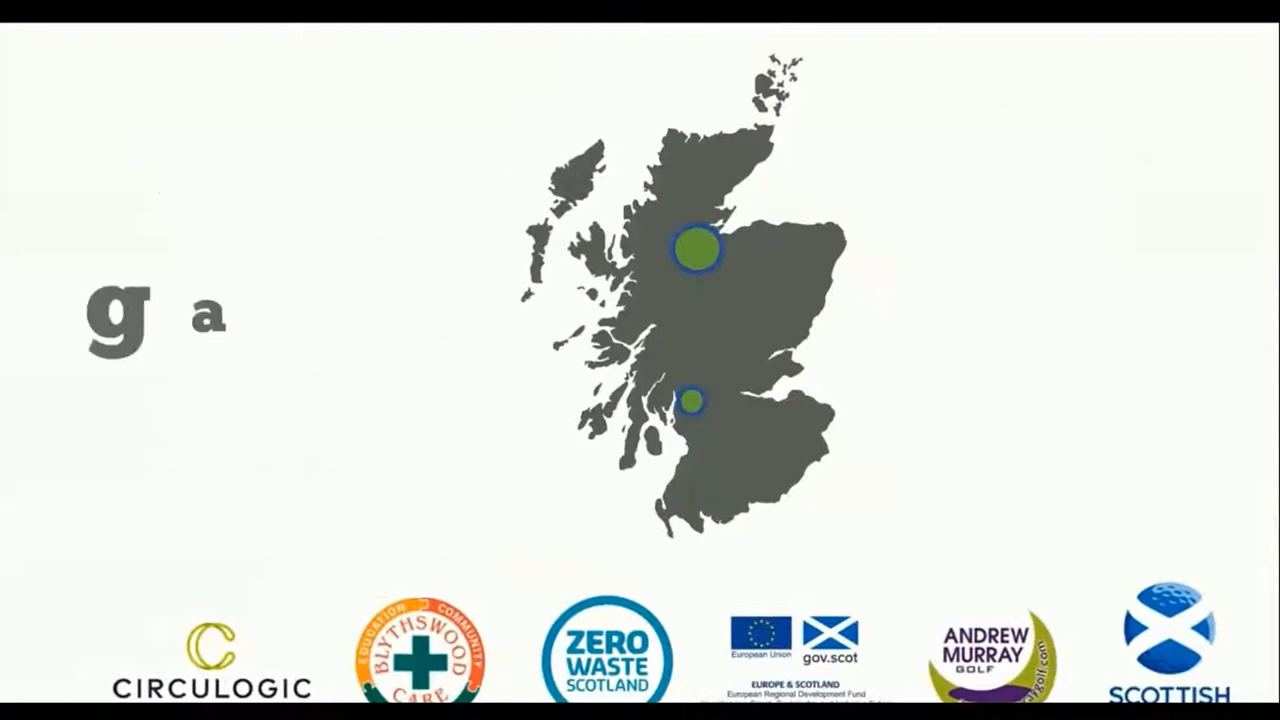 g a
CIRCULOGIC
EDUCATION COMMUNITY
BLYTHSWOOD
CARE
ZERO
WASTE
SCOTLAND
European Union
gov.scot
EUROPE & SCOTLAND
European Regional Development Fund
ANDREW
MURRAY
GOLF
SCOTTISH